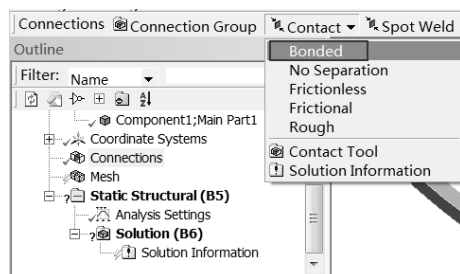 Connections Connection Group Contact Spot Weld
Outline
Filter: Name
Bonded
No Separation
Frictionless
Frictional
Rough
Contact Tool
Solution Information
Component1;Main Part1
Coordinate Systems
Connections
Mesh
Static Structural (B5)
Analysis Settings
Solution (B6)
Solution Information